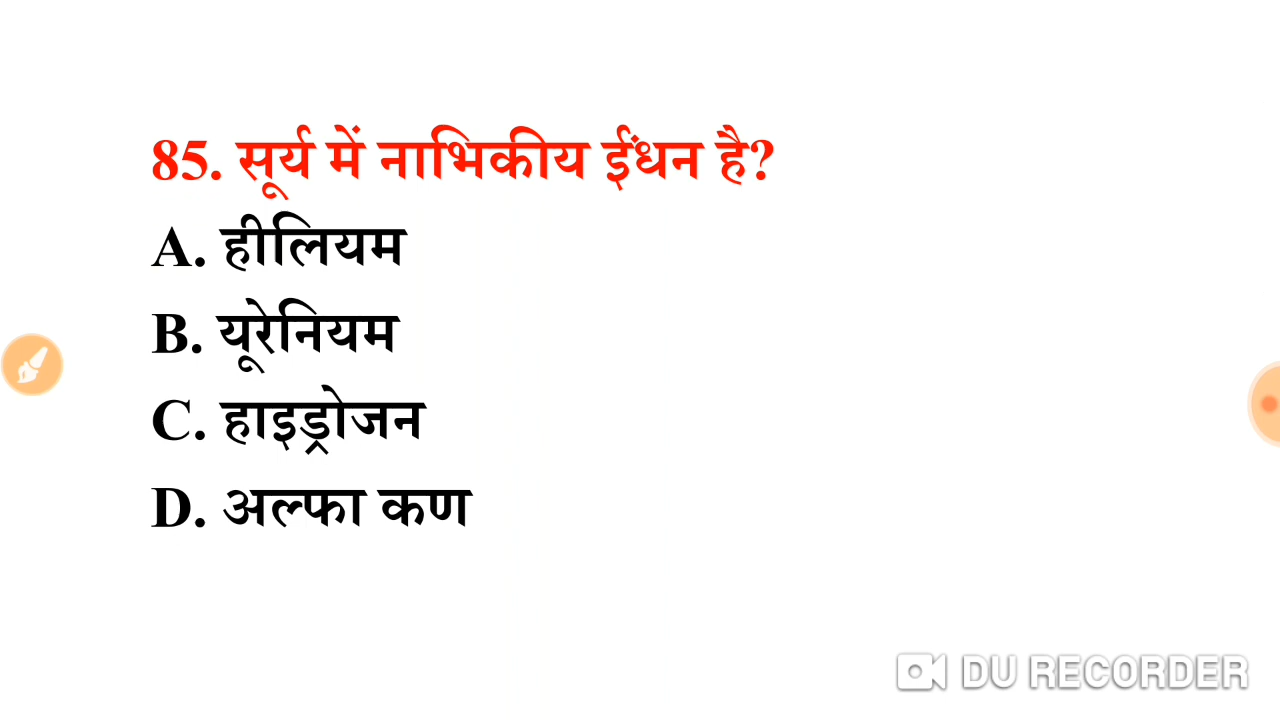 85. सूर्य में नाभिकीय ईंधन है?
A. हीलियम
B. यूरेनियम
C. हाइड्रोजन
D. अल्फा कण
DU RECORDER